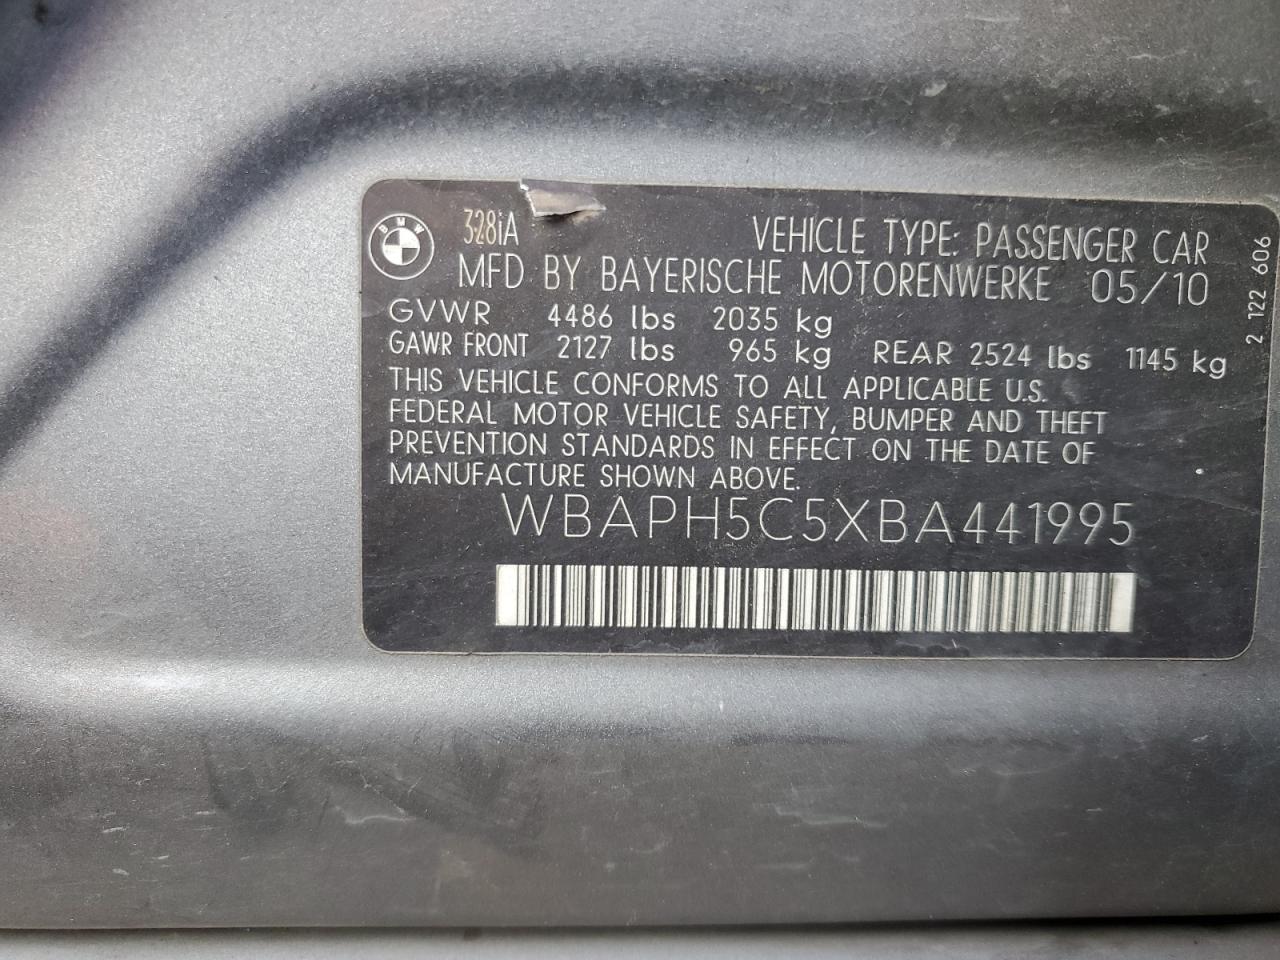 BMW
328iA VEHICLE TYPE: PASSENGER CAR
MFD BY BAYERISCHE MOTORENWERKE 05/10
GVWR 4486 lbs 2035 kg
GAWR FRONT 2127 lbs 965 kg REAR 2524 lbs 1145 kg
THIS VEHICLE CONFORMS TO ALL APPLICABLE U.S.
FEDERAL MOTOR VEHICLE SAFETY, BUMPER AND THEFT
PREVENTION STANDARDS IN EFFECT ON THE DATE OF
MANUFACTURE SHOWN ABOVE.
WBAPH5C5XBA441995
2 122 606